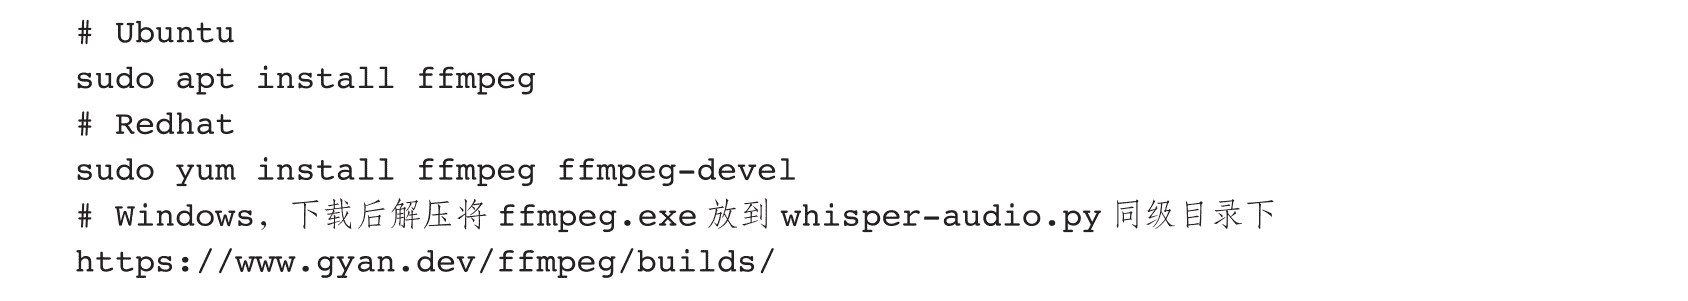 # Ubuntu
sudo apt install ffmpeg
# Redhat
sudo yum install ffmpeg ffmpeg-devel
# Windows, 下载后解压将 ffmpeg.exe 放到 whisper-audio.py 同级目录下
https://www.gyan.dev/ffmpeg/builds/